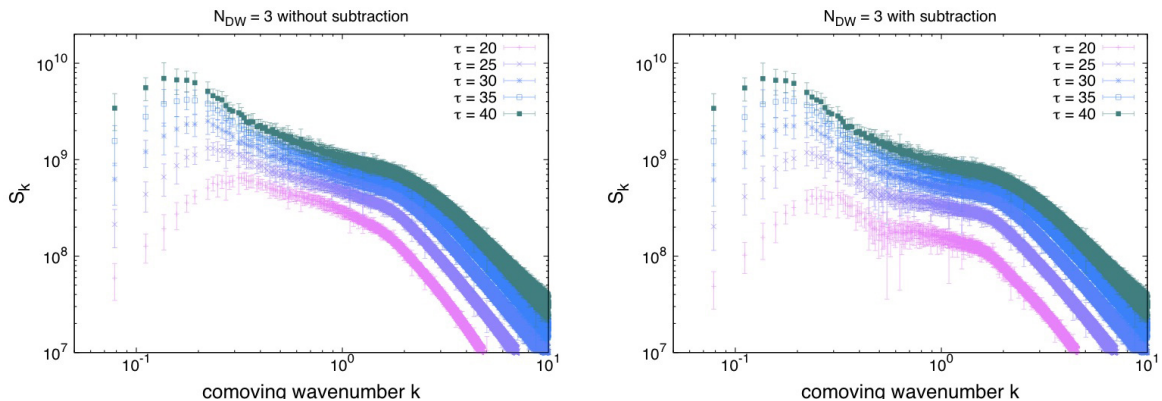 N_DW = 3 without subtraction
τ = 20
τ = 25
τ = 30
τ = 35
τ = 40
10^10
10^9
10^8
10^7
S_k
10^-1
10^0
10^1
comoving wavenumber k
N_DW = 3 with subtraction
τ = 20
τ = 25
τ = 30
τ = 35
τ = 40
10^10
10^9
10^8
10^7
S_k
10^-1
10^0
10^1
comoving wavenumber k